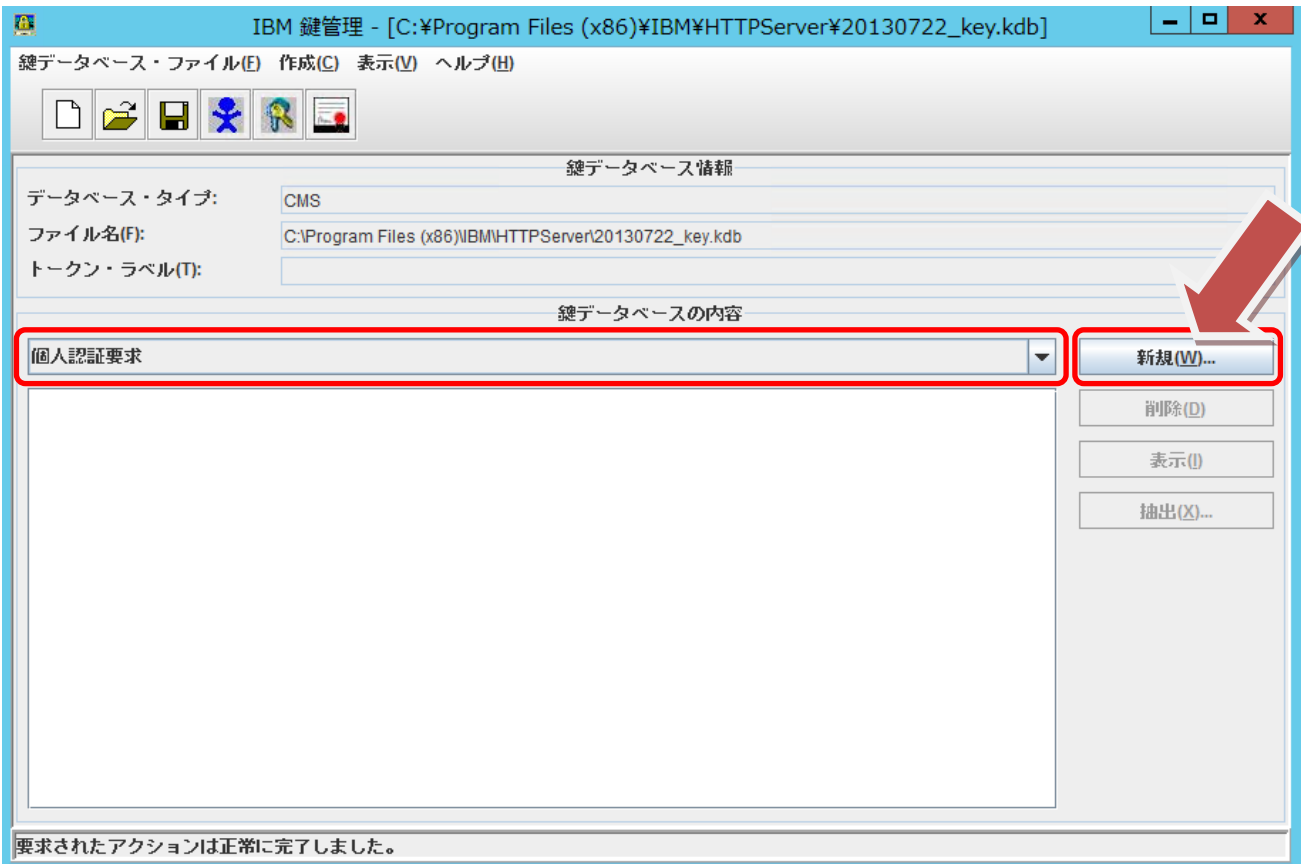 IBM 鍵管理 - [C:¥Program Files (x86)¥IBM¥HTTPServer¥20130722_key.kdb]
鍵データベース・ファイル(F) 作成(C) 表示(V) ヘルプ(H)
鍵データベース情報
データベース・タイプ: CMS
ファイル名(F): C:\Program Files (x86)\IBM\HTTPServer\20130722_key.kdb
トークン・ラベル(T):
鍵データベースの内容
個人認証要求
新規(W)...
削除(D)
表示(I)
抽出(X)...
要求されたアクションは正常に完了しました。